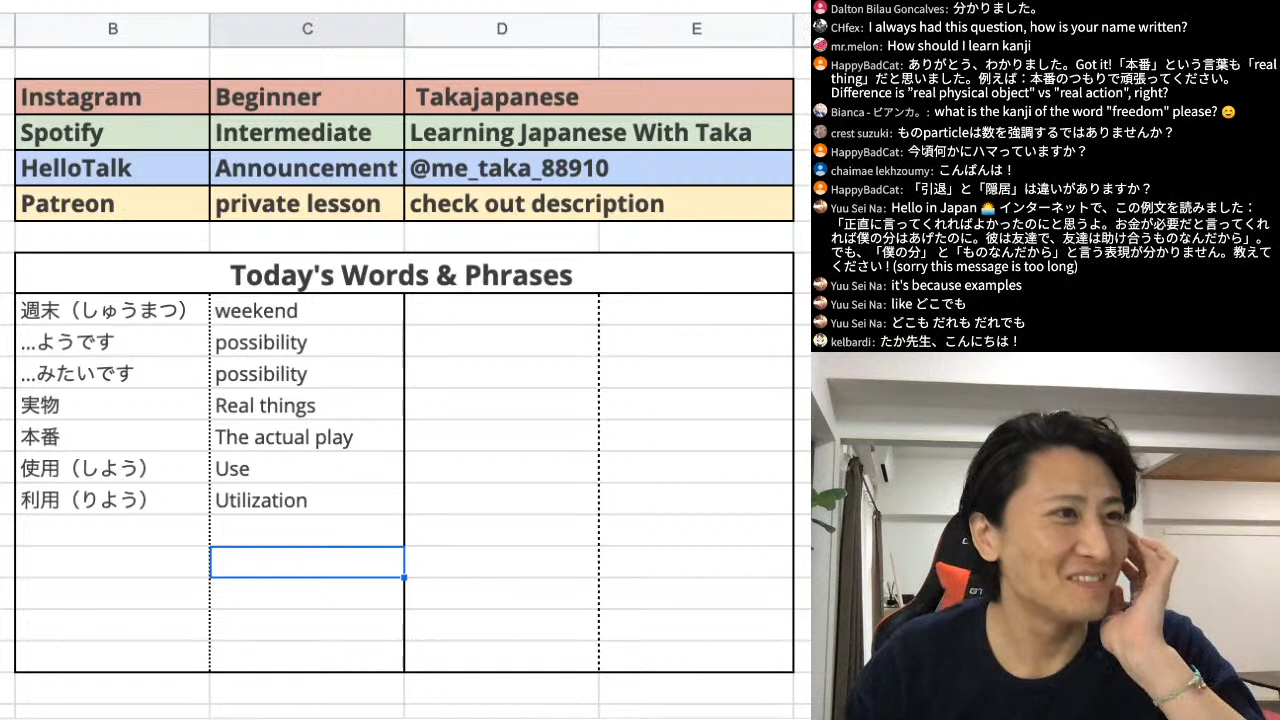 B C D E
Instagram Beginner Takajapanese
Spotify Intermediate Learning Japanese With Taka
HelloTalk Announcement @me_taka_88910
Patreon private lesson check out description
Today's Words & Phrases
週末（しゅうまつ） weekend
...ようです possibility
...みたいです possibility
実物 Real things
本番 The actual play
使用（しよう） Use
利用（りよう） Utilization
Dalton Bilau Goncalves: 分かりました。
CHfex: I always had this question, how is your name written?
mr.melon: How should I learn kanji
HappyBadCat: ありがとう、わかりました。Got it!「本番」という言葉も「real
thing」だと思いました。例えば：本番のつもりで頑張ってください。
Difference is ”real physical object" vs "real action", right?
Bianca - ビアンカ。: what is the kanji of the word "freedom" please? 😊
crest suzuki: ものparticleは数を強調するではありませんか？
HappyBadCat: 今頃何かにハマっていますか？
chaimae lekhzoumy: こんばんは！
HappyBadCat: 「引退」と「隠居」は違いがありますか？
Yuu Sei Na: Hello in Japan 🌅 インターネットで、この例文を読みました：
「正直に言ってくれればよかったのにと思うよ。お金が必要だと言ってくれ
れば僕の分はあげたのに。彼は友達で、友達は助け合うものなんだから」。
でも、「僕の分」 と「ものなんだから」と言う表現が分かりません。教えて
ください！(sorry this message is too long)
Yuu Sei Na: it's because examples
Yuu Sei Na: like どこでも
Yuu Sei Na: どこも だれも だれでも
kelbardi: たか先生、こんにちは！